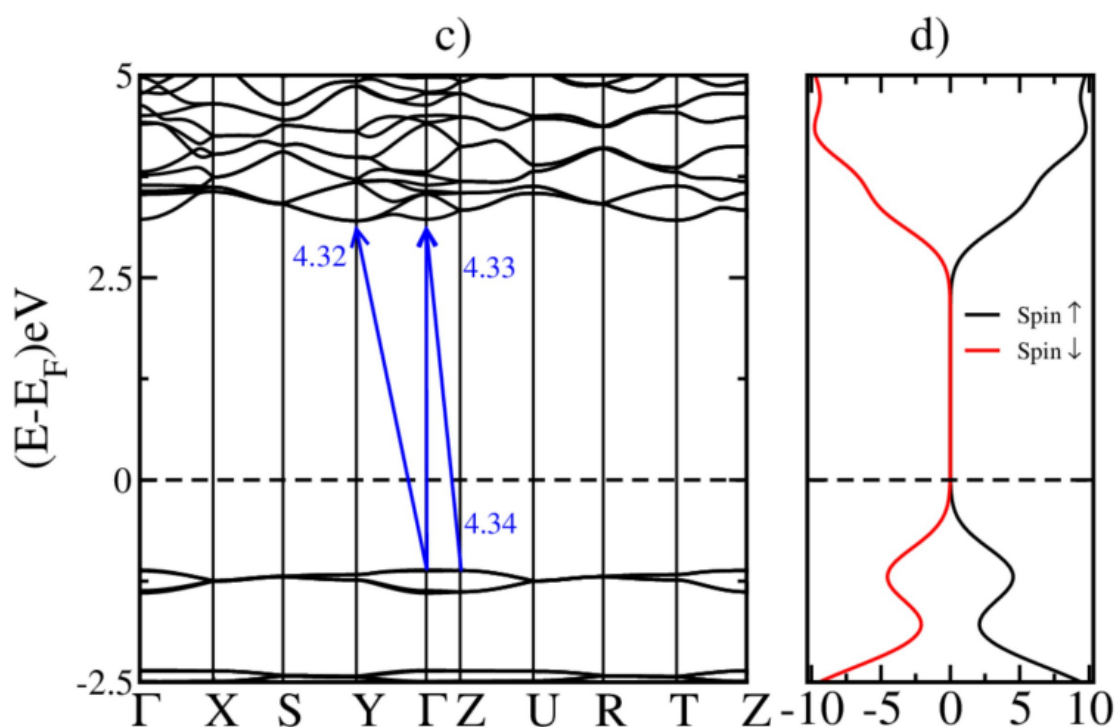 c)
d)
5
2.5
0
-2.5
(E-E_F)eV
4.32
4.33
4.34
Γ X S Y Γ Z U R T Z
Spin ↑
Spin ↓
-10 -5 0 5 10